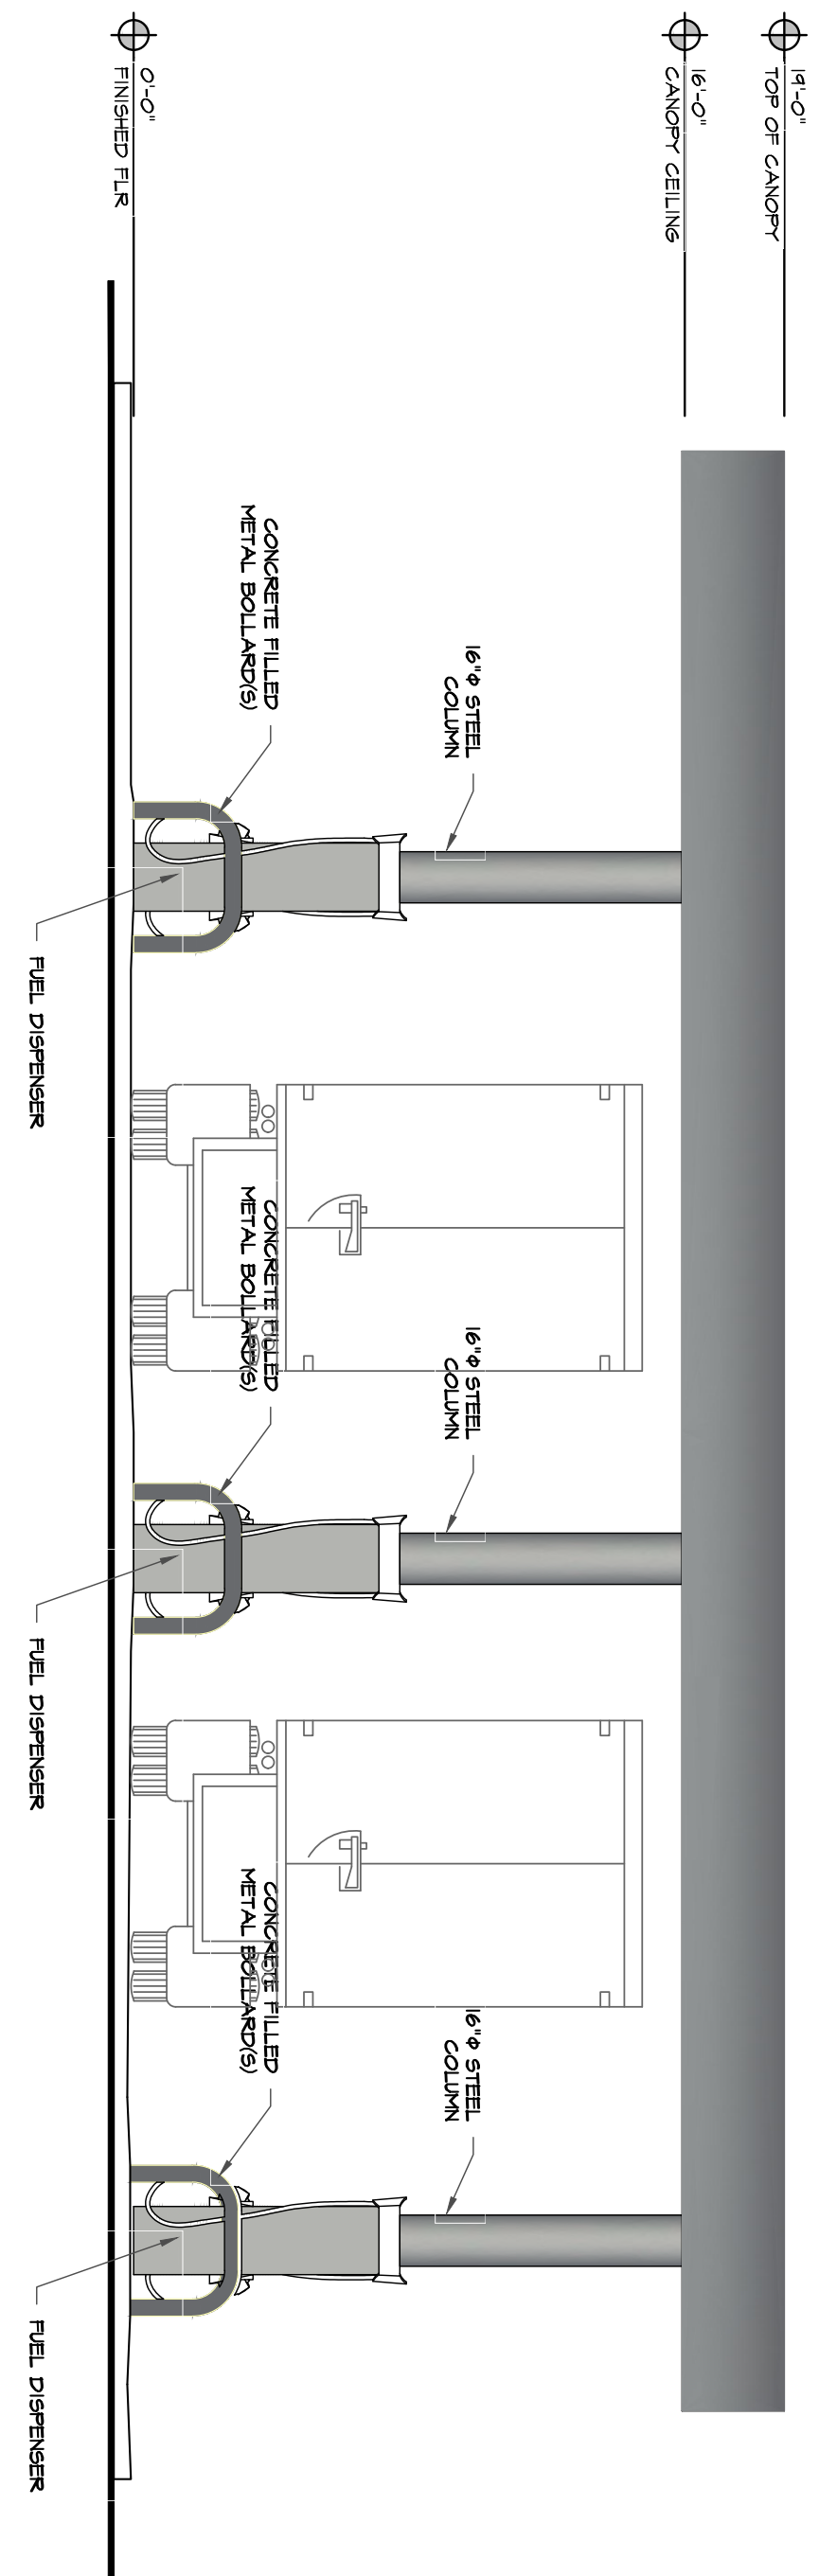 19'-0"
TOP OF CANOPY
16'-0"
CANOPY CEILING
0'-0"
FINISHED FLR
16"Φ STEEL
COLUMN
CONCRETE FILLED
METAL BOLLARD(S)
FUEL DISPENSER
16"Φ STEEL
COLUMN
CONCRETE FILLED
METAL BOLLARD(S)
FUEL DISPENSER
16"Φ STEEL
COLUMN
CONCRETE FILLED
METAL BOLLARD(S)
FUEL DISPENSER